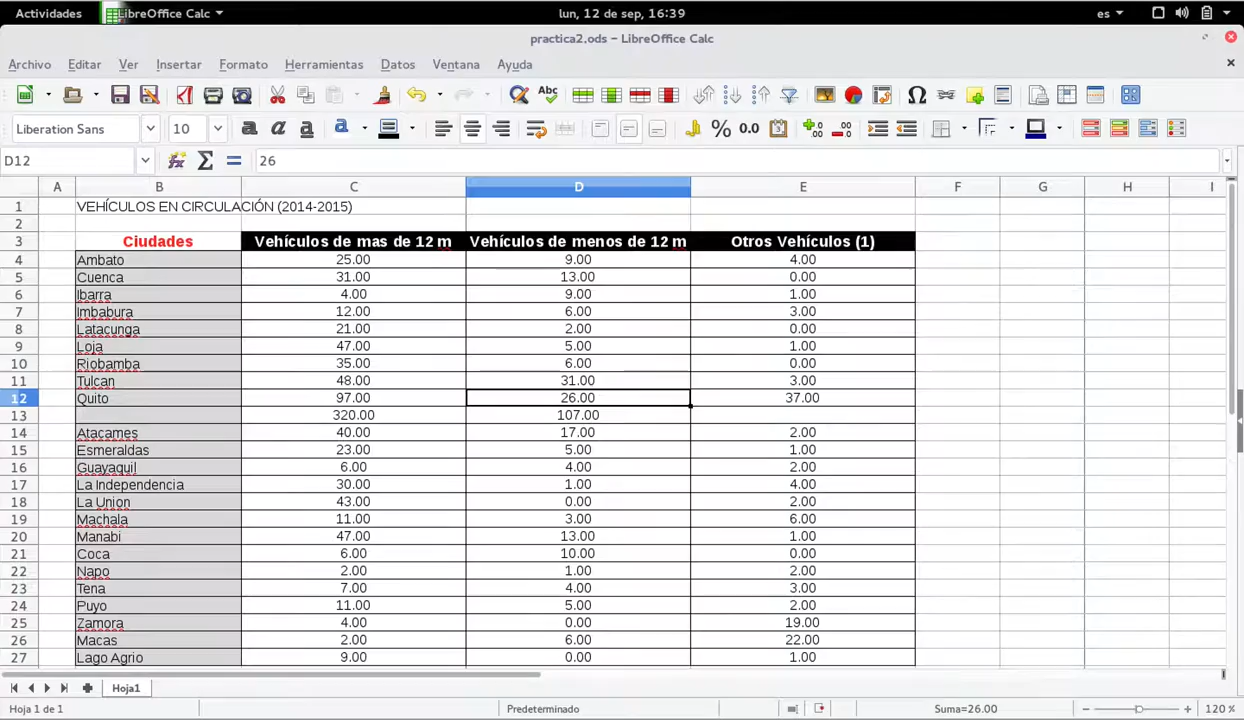 Actividades LibreOffice Calc lun, 12 de sep, 16:39 es
practica2.ods – LibreOffice Calc
Archivo Editar Ver Insertar Formato Herramientas Datos Ventana Ayuda
Liberation Sans 10
D12 26
A B C D E F G H I
1 VEHÍCULOS EN CIRCULACIÓN (2014-2015)
2
3 Ciudades Vehículos de mas de 12 m Vehículos de menos de 12 m Otros Vehículos (1)
4 Ambato 25.00 9.00 4.00
5 Cuenca 31.00 13.00 0.00
6 Ibarra 4.00 9.00 1.00
7 Imbabura 12.00 6.00 3.00
8 Latacunga 21.00 2.00 0.00
9 Loja 47.00 5.00 1.00
10 Riobamba 35.00 6.00 0.00
11 Tulcan 48.00 31.00 3.00
12 Quito 97.00 26.00 37.00
13 320.00 107.00
14 Atacames 40.00 17.00 2.00
15 Esmeraldas 23.00 5.00 1.00
16 Guayaquil 6.00 4.00 2.00
17 La Independencia 30.00 1.00 4.00
18 La Union 43.00 0.00 2.00
19 Machala 11.00 3.00 6.00
20 Manabi 47.00 13.00 1.00
21 Coca 6.00 10.00 0.00
22 Napo 2.00 1.00 2.00
23 Tena 7.00 4.00 3.00
24 Puyo 11.00 5.00 2.00
25 Zamora 4.00 0.00 19.00
26 Macas 2.00 6.00 22.00
27 Lago Agrio 9.00 0.00 1.00
Hoja1
Hoja 1 de 1 Predeterminado Suma=26.00 120 %